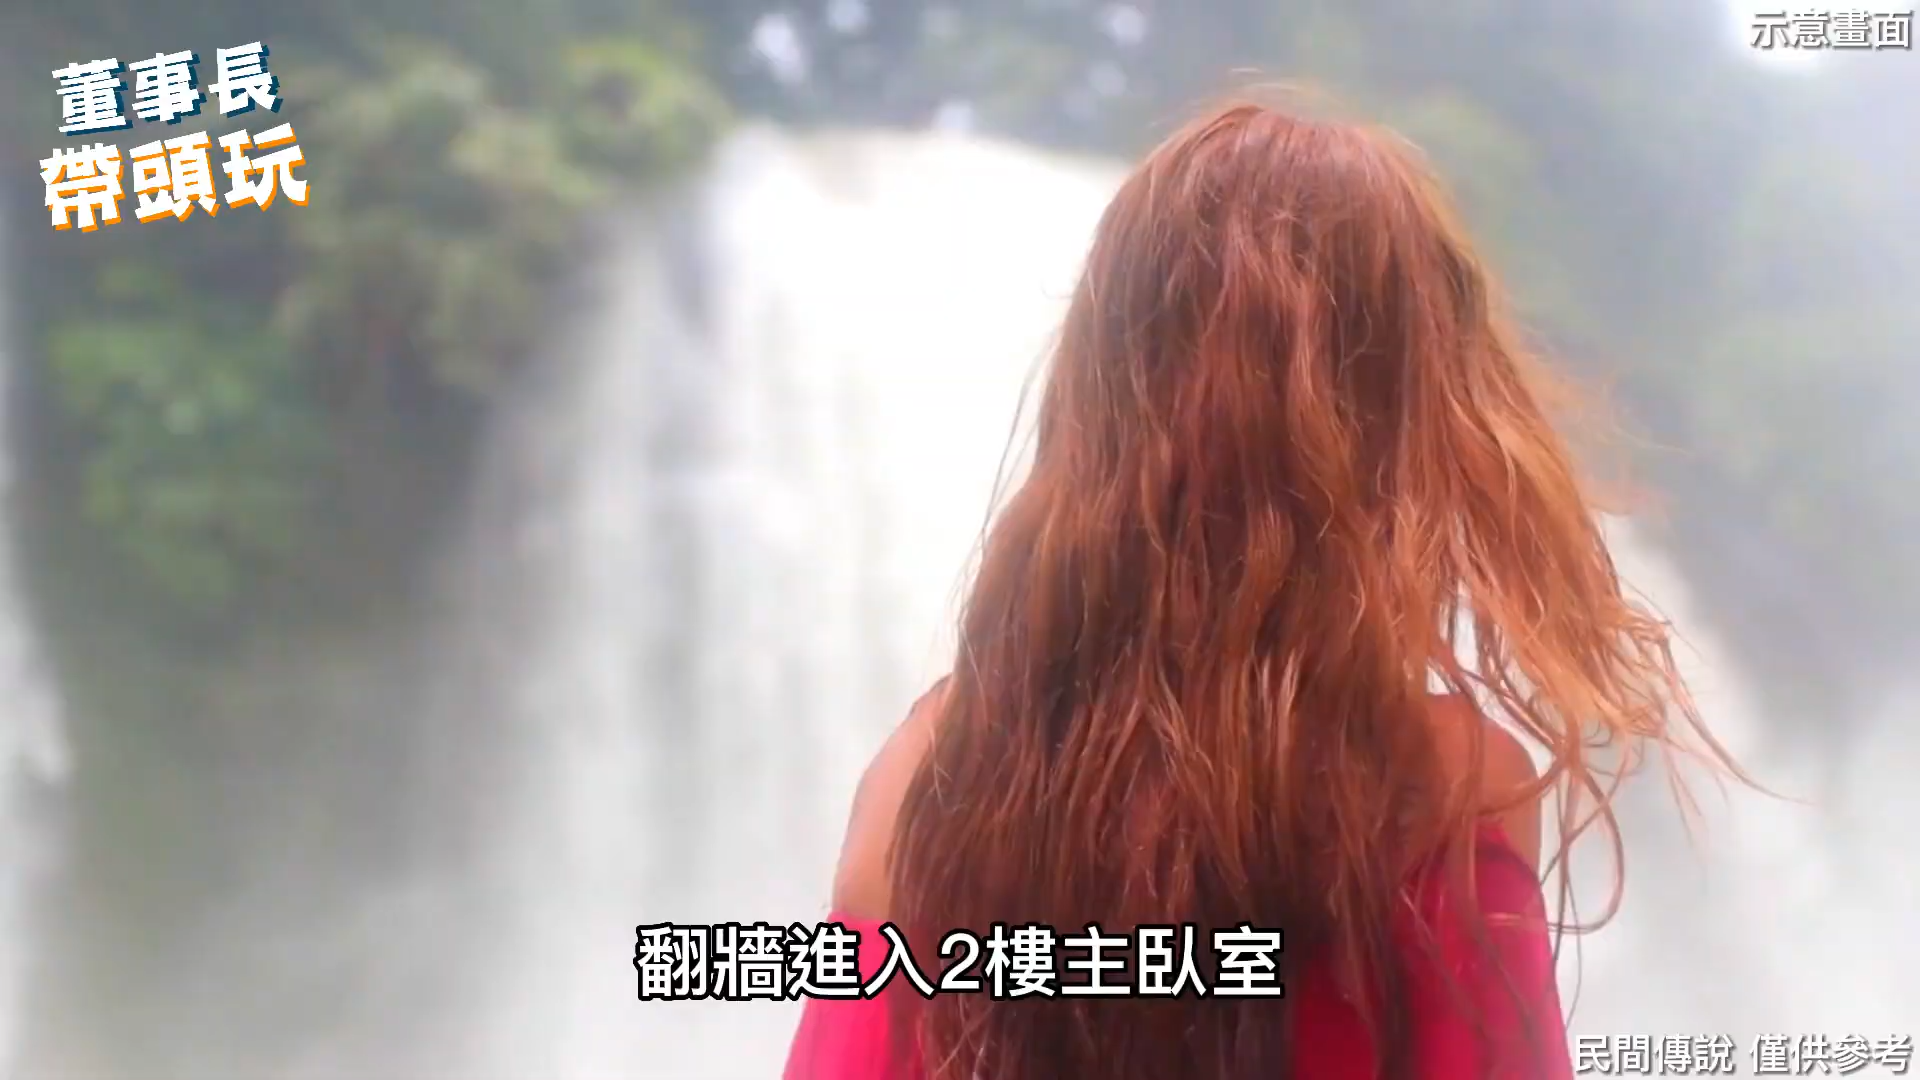 示意畫面
董事長
帶頭玩
翻牆進入2樓主臥室
民間傳說 僅供參考